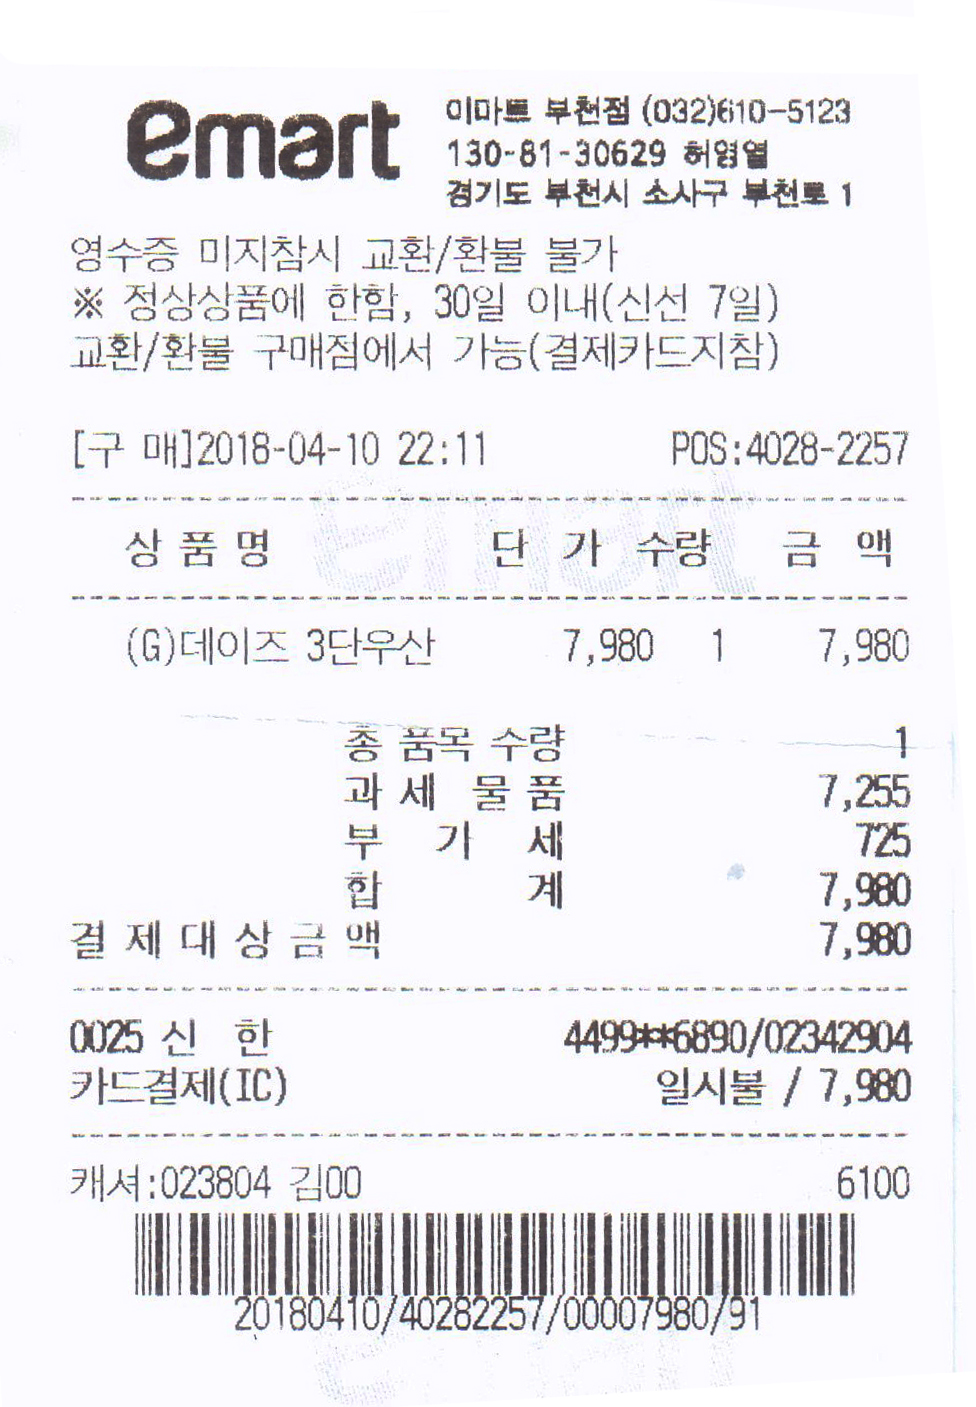 emart
이마트 부천점 (032)610-5123
130-81-30629 허영열
경기도 부천시 소사구 부천로 1
영수증 미지참시 교환/환불 불가
※ 정상상품에 한함, 30일 이내(신선 7일)
교환/환불 구매점에서 가능(결제카드지참)
[구 매]2018-04-10 22:11 POS:4028-2257
상 품 명 단 가 수량 금 액
(G)데이즈 3단우산 7,980 1 7,980
총 품목 수량 1
과 세 물 품 7,255
부 가 세 725
합 계 7,980
결 제 대 상 금 액 7,980
0025 신 한 4499**6890/02342904
카드결제(IC) 일시불 / 7,980
캐셔:023804 김00 6100
20180410/40282257/00007980/91